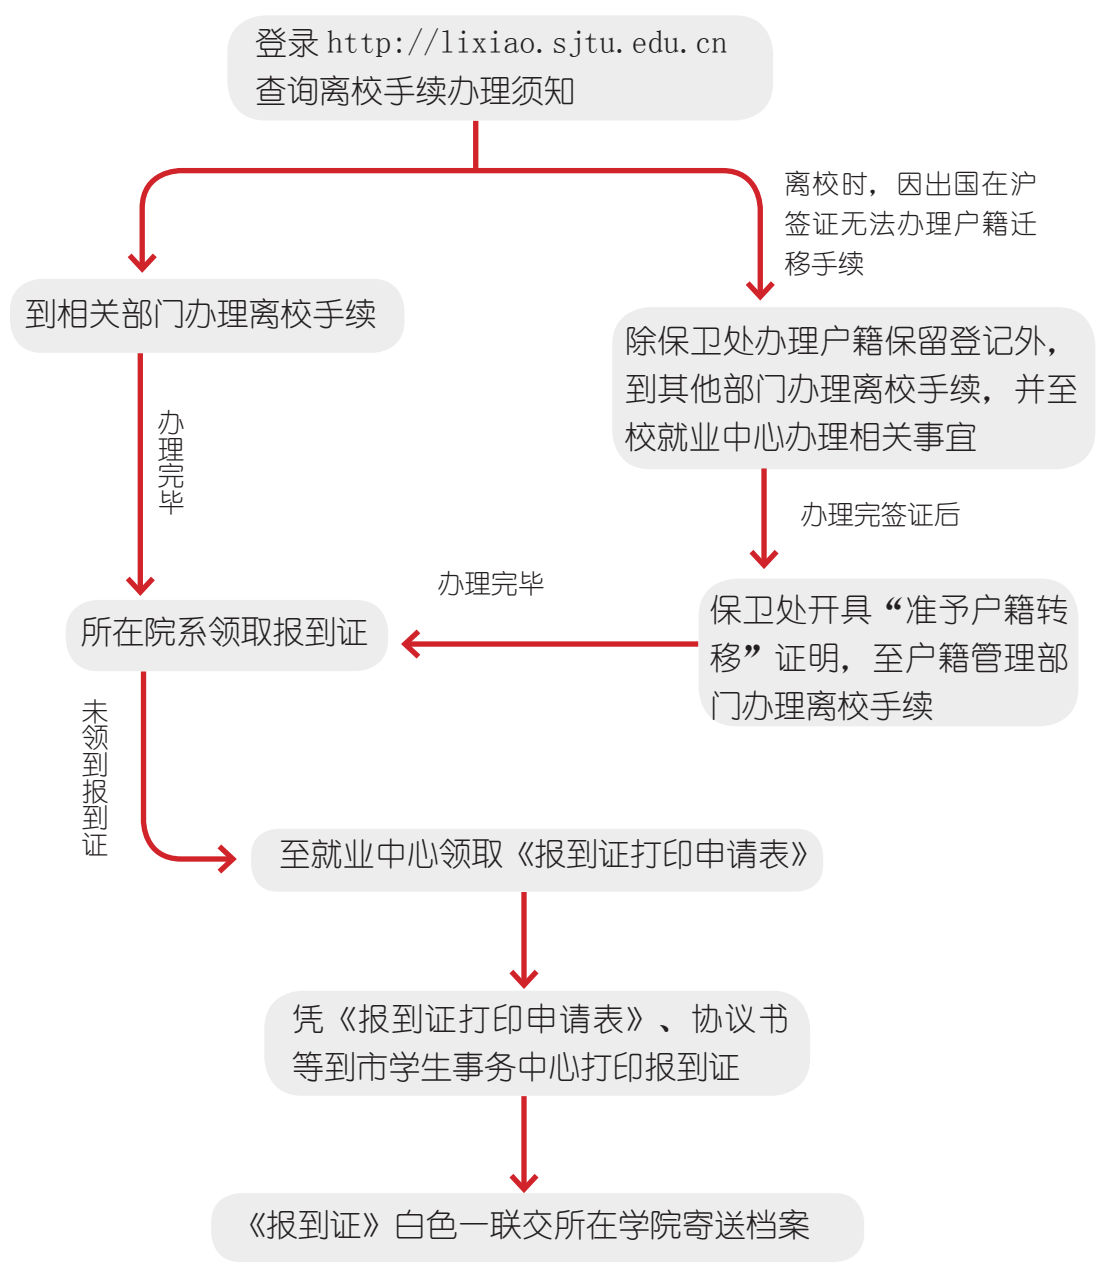 登录 http://lixiao.sjtu.edu.cn
查询离校手续办理须知
离校时，因出国在沪
签证无法办理户籍迁
移手续
到相关部门办理离校手续
除保卫处办理户籍保留登记外，
到其他部门办理离校手续，并至
校就业中心办理相关事宜
办理完毕
办理完签证后
办理完毕
所在院系领取报到证
保卫处开具“准予户籍转
移”证明，至户籍管理部
门办理离校手续
未领到报到证
至就业中心领取《报到证打印申请表》
凭《报到证打印申请表》、协议书
等到市学生事务中心打印报到证
《报到证》白色一联交所在学院寄送档案